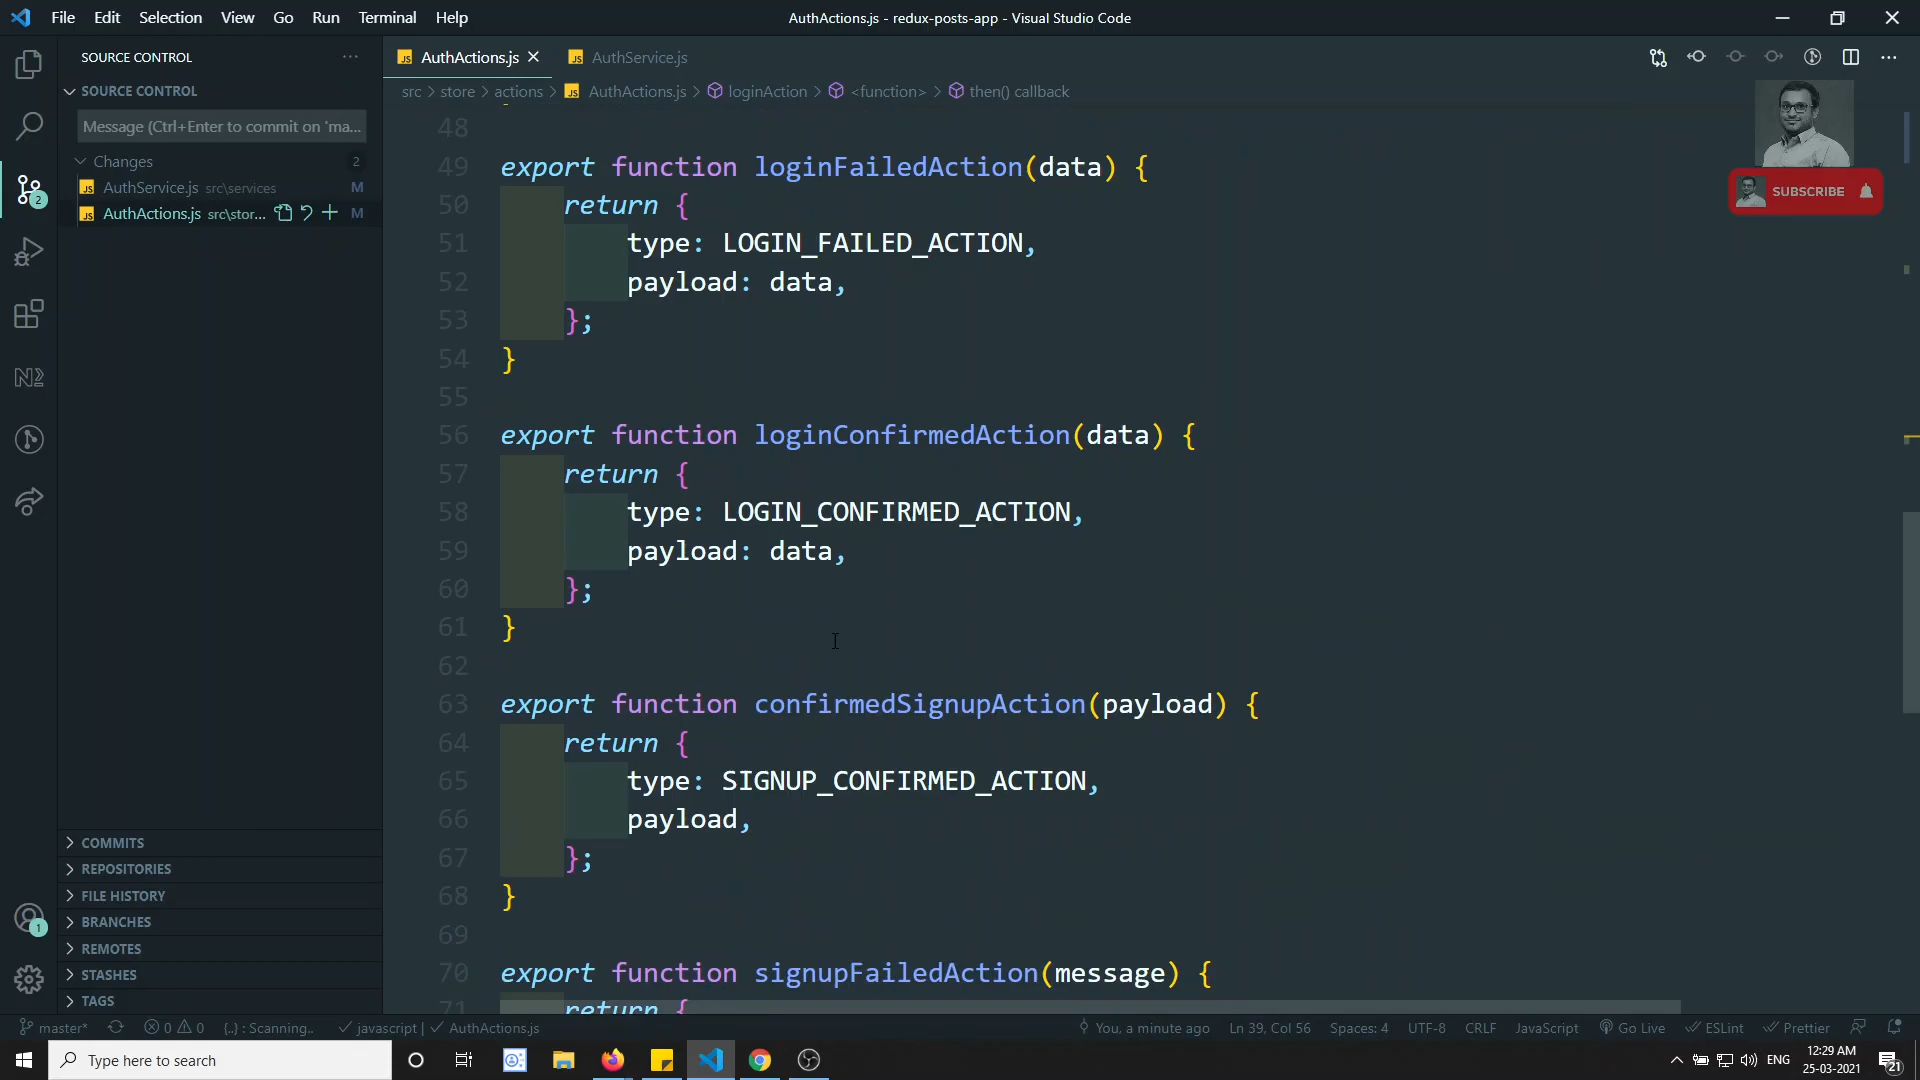 File Edit Selection View Go Run Terminal Help
AuthActions.js - redux-posts-app - Visual Studio Code
SOURCE CONTROL
AuthActions.js
AuthService.js
SOURCE CONTROL
src > store > actions > AuthActions.js > loginAction > <function> > then() callback
Message (Ctrl+Enter to commit on 'ma...
Changes 2
AuthService.js src\services M
AuthActions.js src\stor... M
2
SUBSCRIBE
48
49 export function loginFailedAction(data) {
50 return {
51 type: LOGIN_FAILED_ACTION,
52 payload: data,
53 };
54 }
55
56 export function loginConfirmedAction(data) {
57 return {
58 type: LOGIN_CONFIRMED_ACTION,
59 payload: data,
60 };
61 }
62
63 export function confirmedSignupAction(payload) {
64 return {
65 type: SIGNUP_CONFIRMED_ACTION,
66 payload,
67 };
68 }
69
70 export function signupFailedAction(message) {
71 return {
COMMITS
REPOSITORIES
FILE HISTORY
BRANCHES
REMOTES
STASHES
TAGS
1
master* 0 0 {..} : Scanning.. javascript | AuthActions.js
You, a minute ago Ln 39, Col 56 Spaces: 4 UTF-8 CRLF JavaScript Go Live ESLint Prettier
Type here to search
ENG
12:29 AM
25-03-2021
21